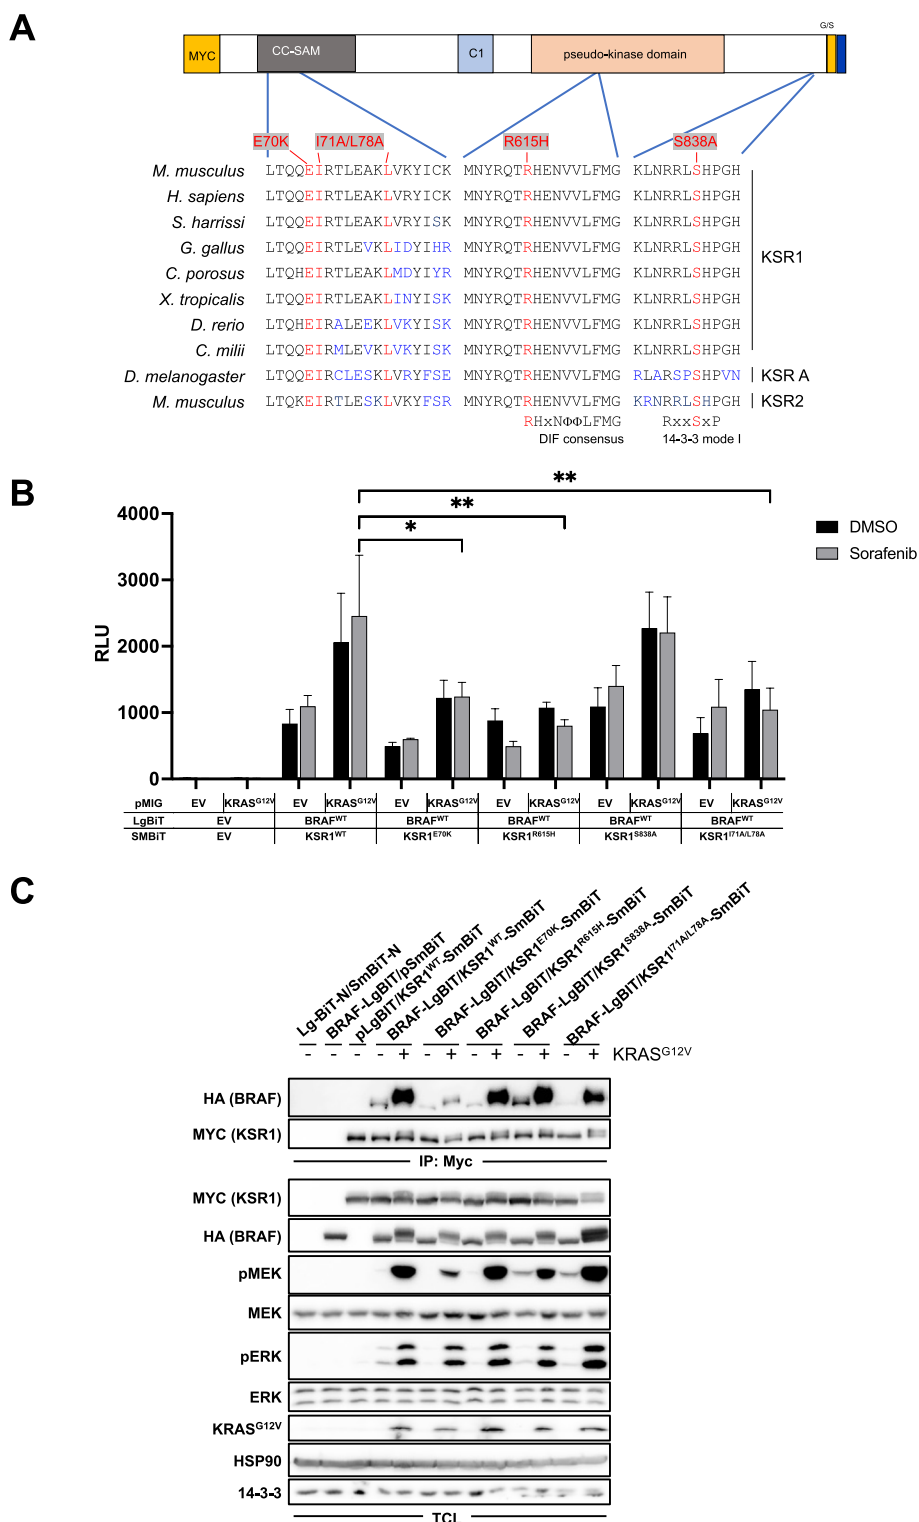 A
G/S
MYC
CC-SAM
C1
pseudo-kinase domain
E70K I71A/L78A R615H S838A
M. musculus LTQQEIRTLEAKLVKYICK MNYRQTRHENVVLFMG KLNRRLSHPGH
H. sapiens LTQQEIRTLEAKLVRYICK MNYRQTRHENVVLFMG KLNRRLSHPGH
S. harrissi LTQQEIRTLEAKLVRYISK MNYRQTRHENVVLFMG KLNRRLSHPGH
G. gallus LTQQEIRTLEVKLIDYIHR MNYRQTRHENVVLFMG KLNRRLSHPGH
KSR1
C. porosus LTQHEIRTLEAKLMDYIYR MNYRQTRHENVVLFMG KLNRRLSHPGH
X. tropicalis LTQQEIRTLEAKLINYISK MNYRQTRHENVVLFMG KLNRRLSHPGH
D. rerio LTQHEIRALEEKLVKYISK MNYRQTRHENVVLFMG KLNRRLSHPGH
C. milii LTQQEIRMLEVKLVKYISK MNYRQTRHENVVLFMG KLNRRLSHPGH
D. melanogaster LTQQEIRCLESKLVRYFSE MNYRQTRHENVVLFMG RLARSPSHPVN KSR A
M. musculus LTQKEIRTLESKLVKYFSR MNYRQTRHENVVLFMG KRNRRLSHPGH KSR2
RHxNΦΦLFMG RxxSxP
DIF consensus 14-3-3 mode I
B
** 
**
*
DMSO
Sorafenib
RLU
4000
3000
2000
1000
0
pMIG EV KRASG12V EV KRASG12V EV KRASG12V EV KRASG12V EV KRASG12V EV KRASG12V
LgBiT EV BRAFWT BRAFWT BRAFWT BRAFWT BRAFWT
SMBiT EV KSR1WT KSR1E70K KSR1R615H KSR1S838A KSR1I71A/L78A
C
Lg-BiT-N/SmBiT-N
BRAF-LgBIT/pSmBiT
pLgBIT/KSR1WT-SmBiT
BRAF-LgBIT/KSR1WT-SmBiT
BRAF-LgBIT/KSR1E70K-SmBiT
BRAF-LgBIT/KSR1R615H-SmBiT
BRAF-LgBIT/KSR1S838A-SmBiT
BRAF-LgBIT/KSR1I71A/L78A-SmBiT
- - - - + - + - + - + - + KRASG12V
HA (BRAF)
MYC (KSR1)
IP: Myc
MYC (KSR1)
HA (BRAF)
pMEK
MEK
pERK
ERK
KRASG12V
HSP90
14-3-3
TCL